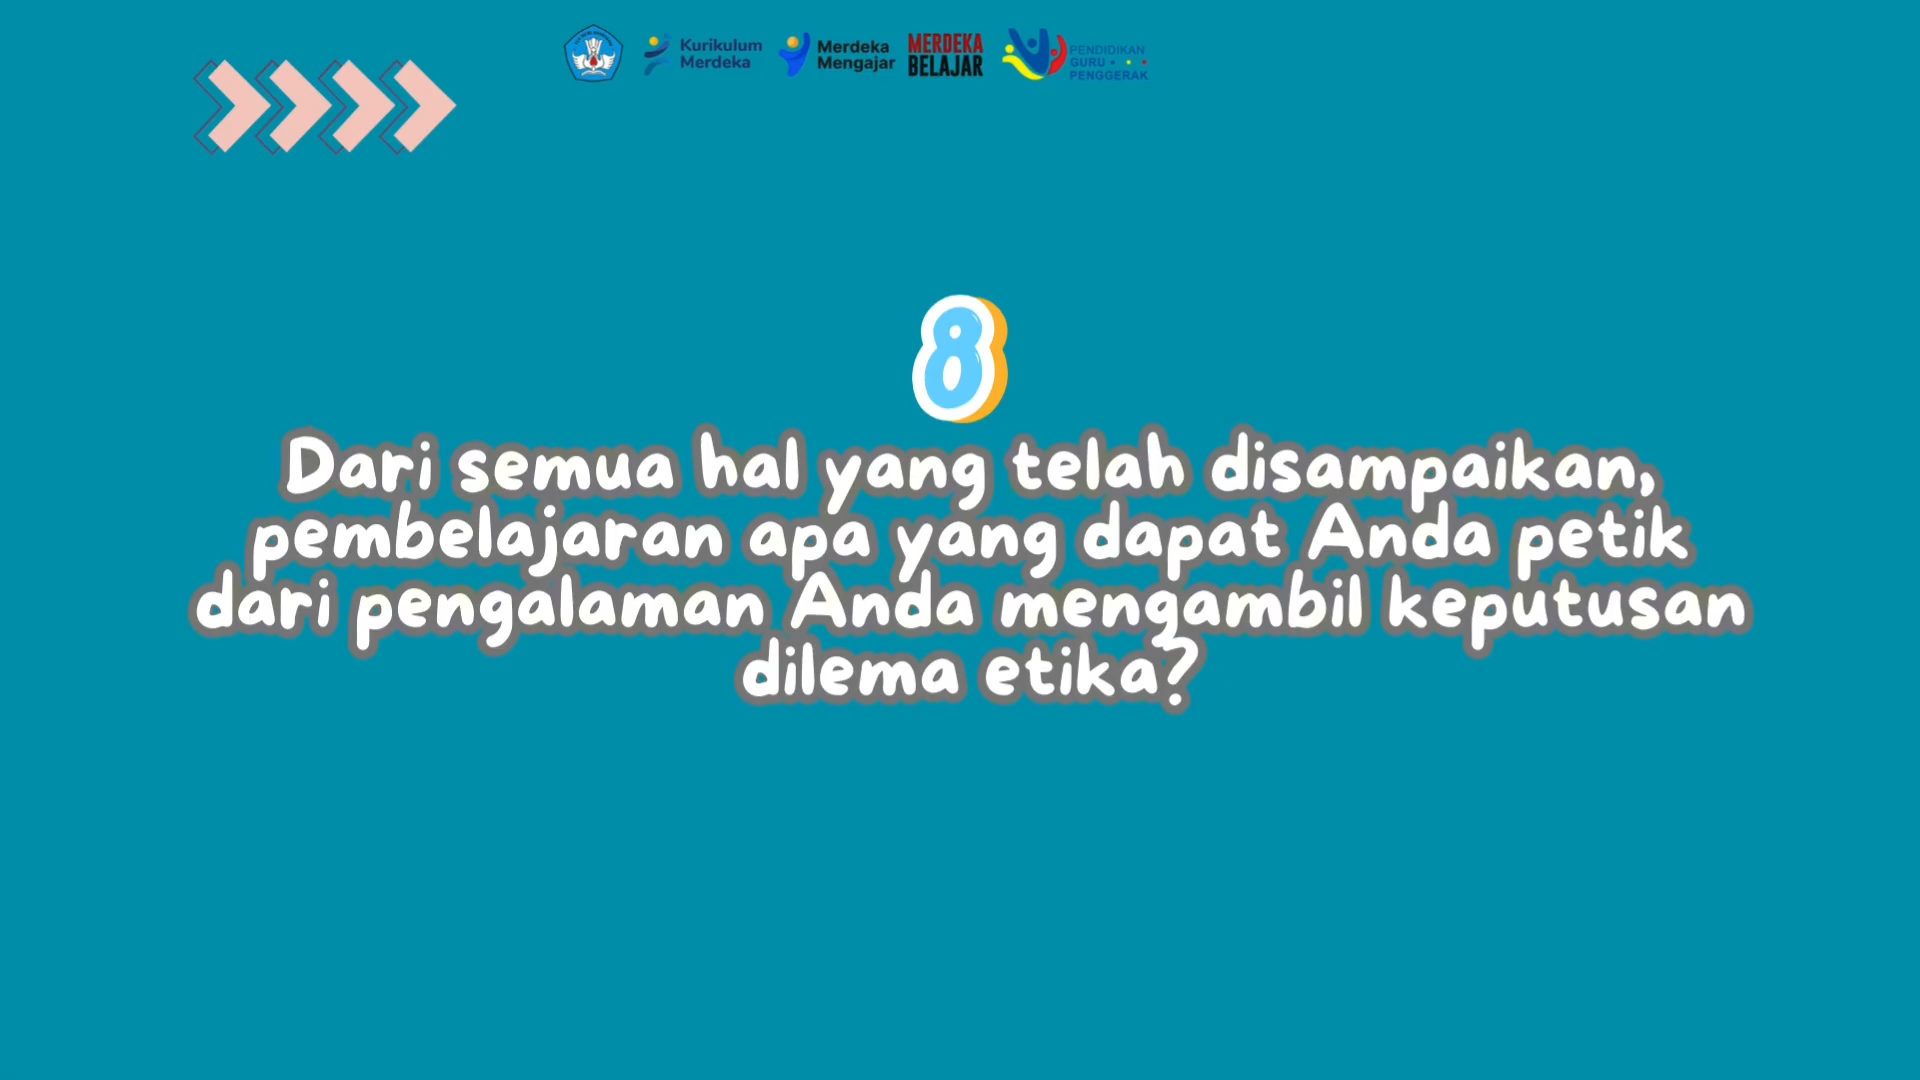 Kurikulum
Merdeka
Merdeka
Mengajar
MERDEKA
BELAJAR
PENDIDIKAN
GURU
PENGGERAK
8
Dari semua hal yang telah disampaikan,
pembelajaran apa yang dapat Anda petik
dari pengalaman Anda mengambil keputusan
dilema etika?